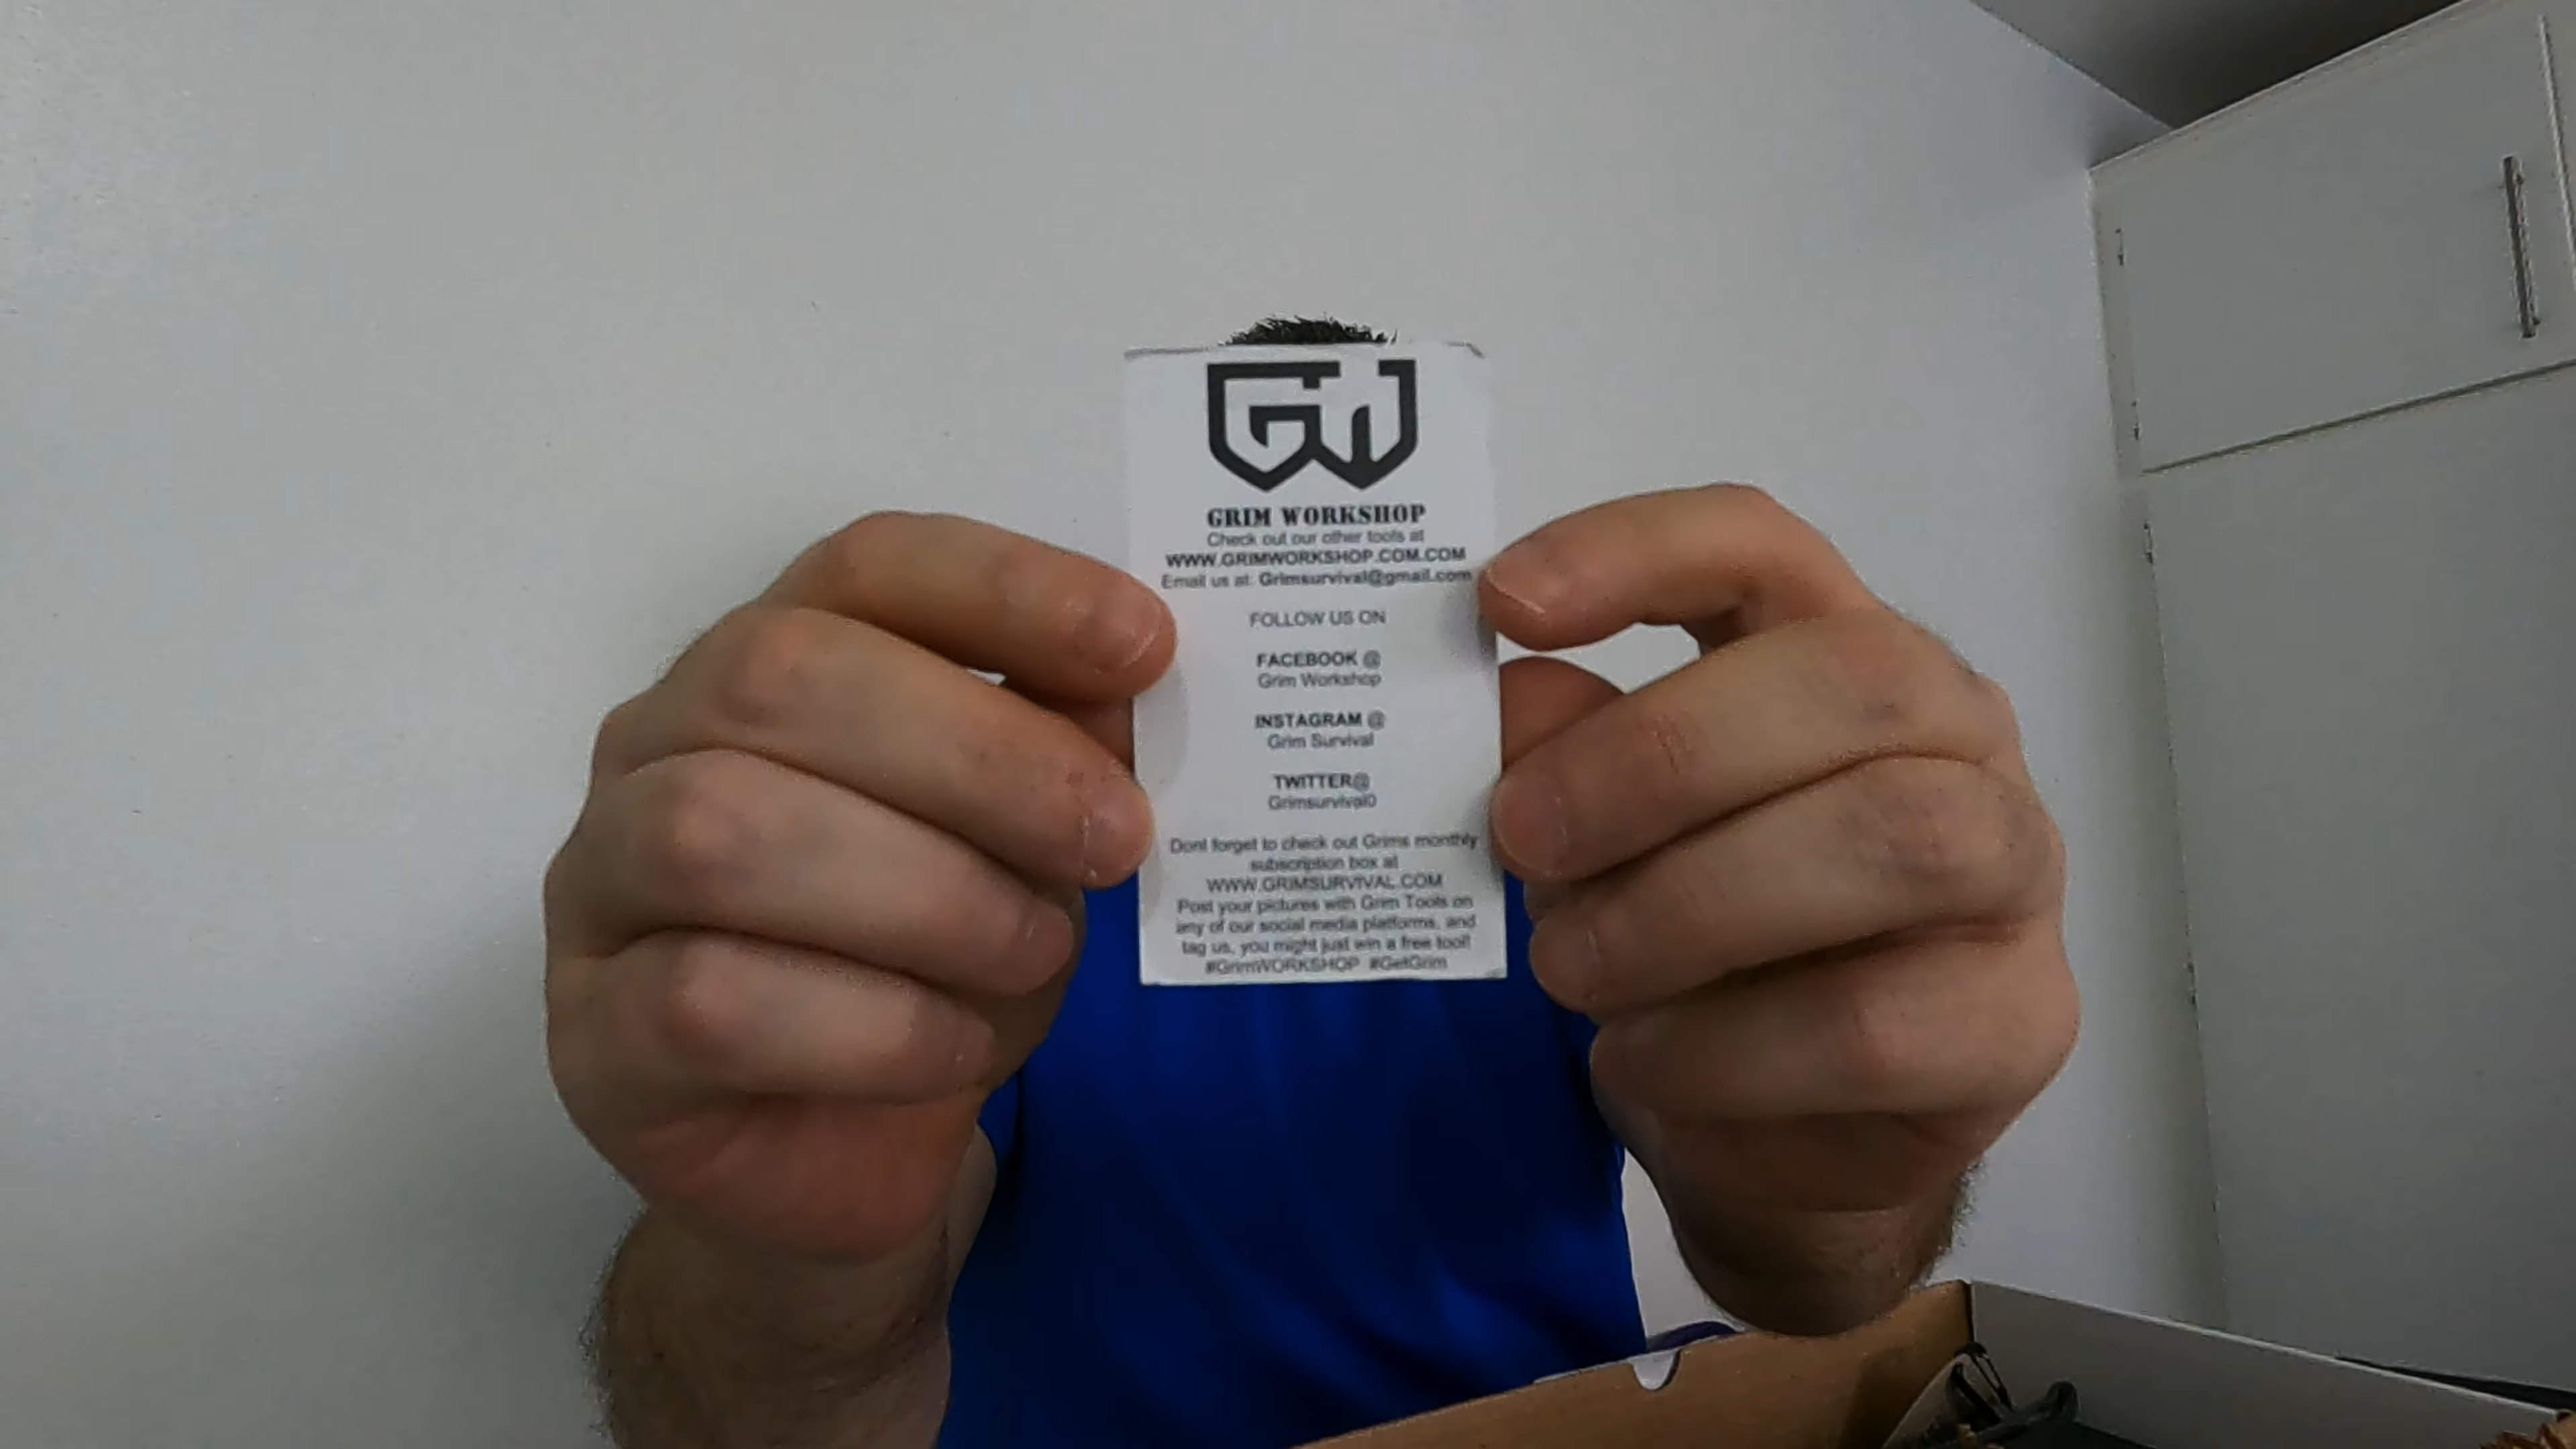 GW
GRIM WORKSHOP
Check out our other tools at
WWW.GRIMWORKSHOP.COM.COM
Email us at: Grimsurvival@gmail.com
FOLLOW US ON
FACEBOOK @
Grim Workshop
INSTAGRAM @
Grim Survival
TWITTER@
Grimsurvival0
Dont forget to check out Grims monthly
subscription box at
WWW.GRIMSURVIVAL.COM
Post your pictures with Grim Tools on
any of our social media platforms, and
tag us, you might just win a free tool!
#GrimWORKSHOP #GetGrim